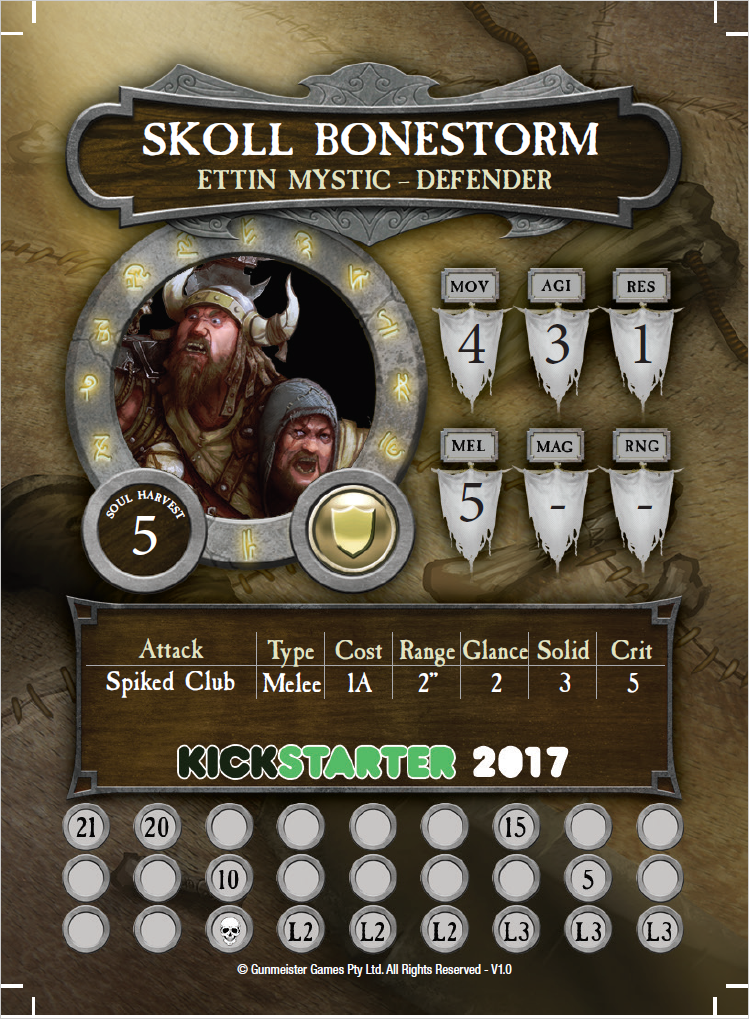 SKOLL BONESTORM
ETTIN MYSTIC – DEFENDER
MOV AGI RES
4 3 1
MEL MAG RNG
5 - -
SOUL HARVEST
5
Attack Type Cost Range Glance Solid Crit
Spiked Club Melee 1A 2” 2 3 5
KICKSTARTER 2017
21 20 15
10 5
L2 L2 L2 L3 L3 L3
© Gunmeister Games Pty Ltd. All Rights Reserved - V1.0